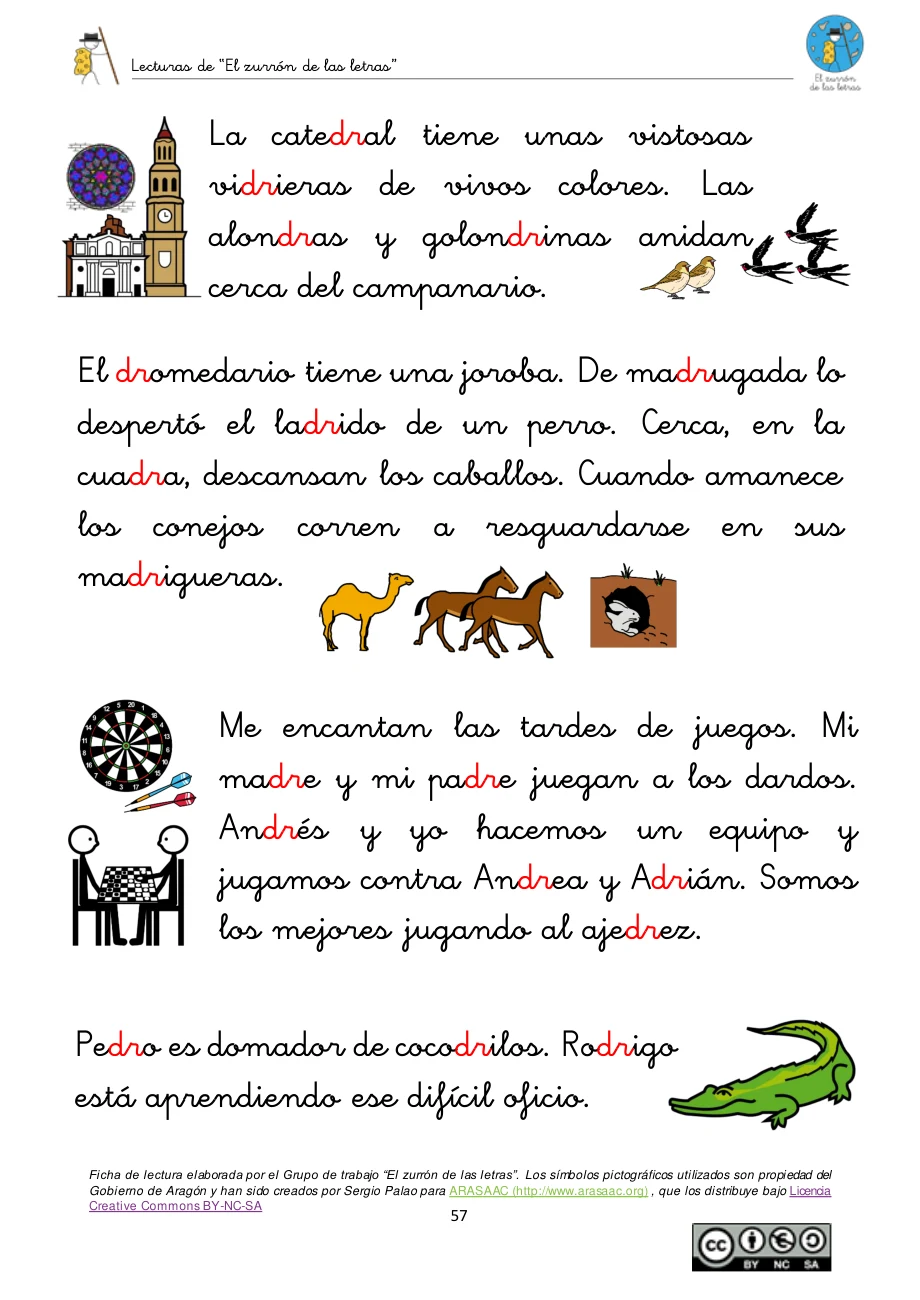 Lecturas de "El zurrón de las letras"
El zurrón
de las letras
La catedral tiene unas vistosas
vidrieras de vivos colores. Las
alondras y golondrinas anidan
cerca del campanario.
El dromedario tiene una joroba. De madrugada lo
despertó el ladrido de un perro. Cerca, en la
cuadra, descansan los caballos. Cuando amanece
los conejos corren a resguardarse en sus
madrigueras.
Me encantan las tardes de juegos. Mi
madre y mi padre juegan a los dardos.
Andrés y yo hacemos un equipo y
jugamos contra Andrea y Adrián. Somos
los mejores jugando al ajedrez.
Pedro es domador de cocodrilos. Rodrigo
está aprendiendo ese difícil oficio.
Ficha de lectura elaborada por el Grupo de trabajo “El zurrón de las letras”. Los símbolos pictográficos utilizados son propiedad del
Gobierno de Aragón y han sido creados por Sergio Palao para ARASAAC (http://www.arasaac.org) , que los distribuye bajo Licencia
Creative Commons BY-NC-SA
57
cc
BY NC SA